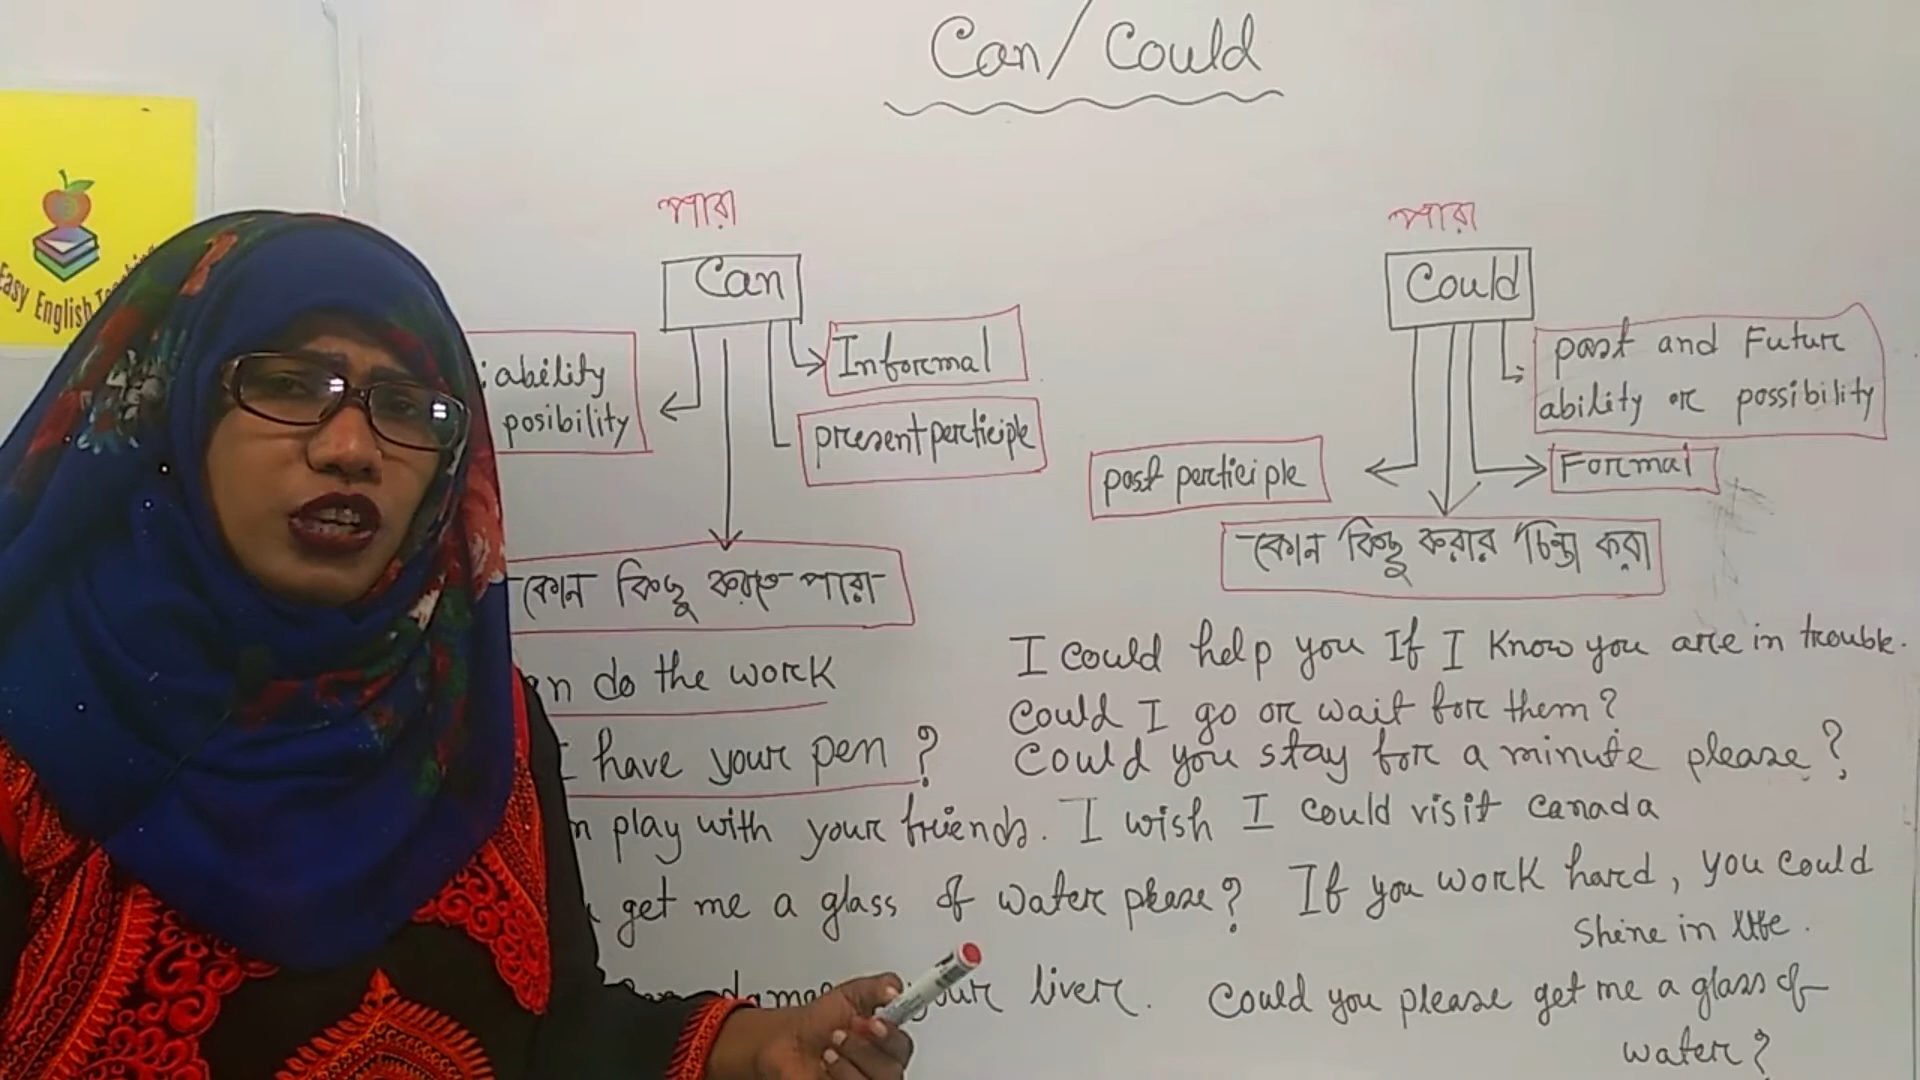 Can/Could
Easy English
পারা
Can
ability
posibility
Informal
present perticiple
কোন কিছু করতে পারা
do the work
I have your pen?
play with your friends.
get me a glass of water please?
your liver.
পারা
Could
past and Future
ability or possibility
past perticiple
Formal
কোন কিছু করার চিন্তা করা
I could help you If I know you are in trouble.
Could I go or wait for them?
Could you stay for a minute please?
I wish I could visit Canada
If you work hard, you could
shine in life.
Could you please get me a glass of
water?